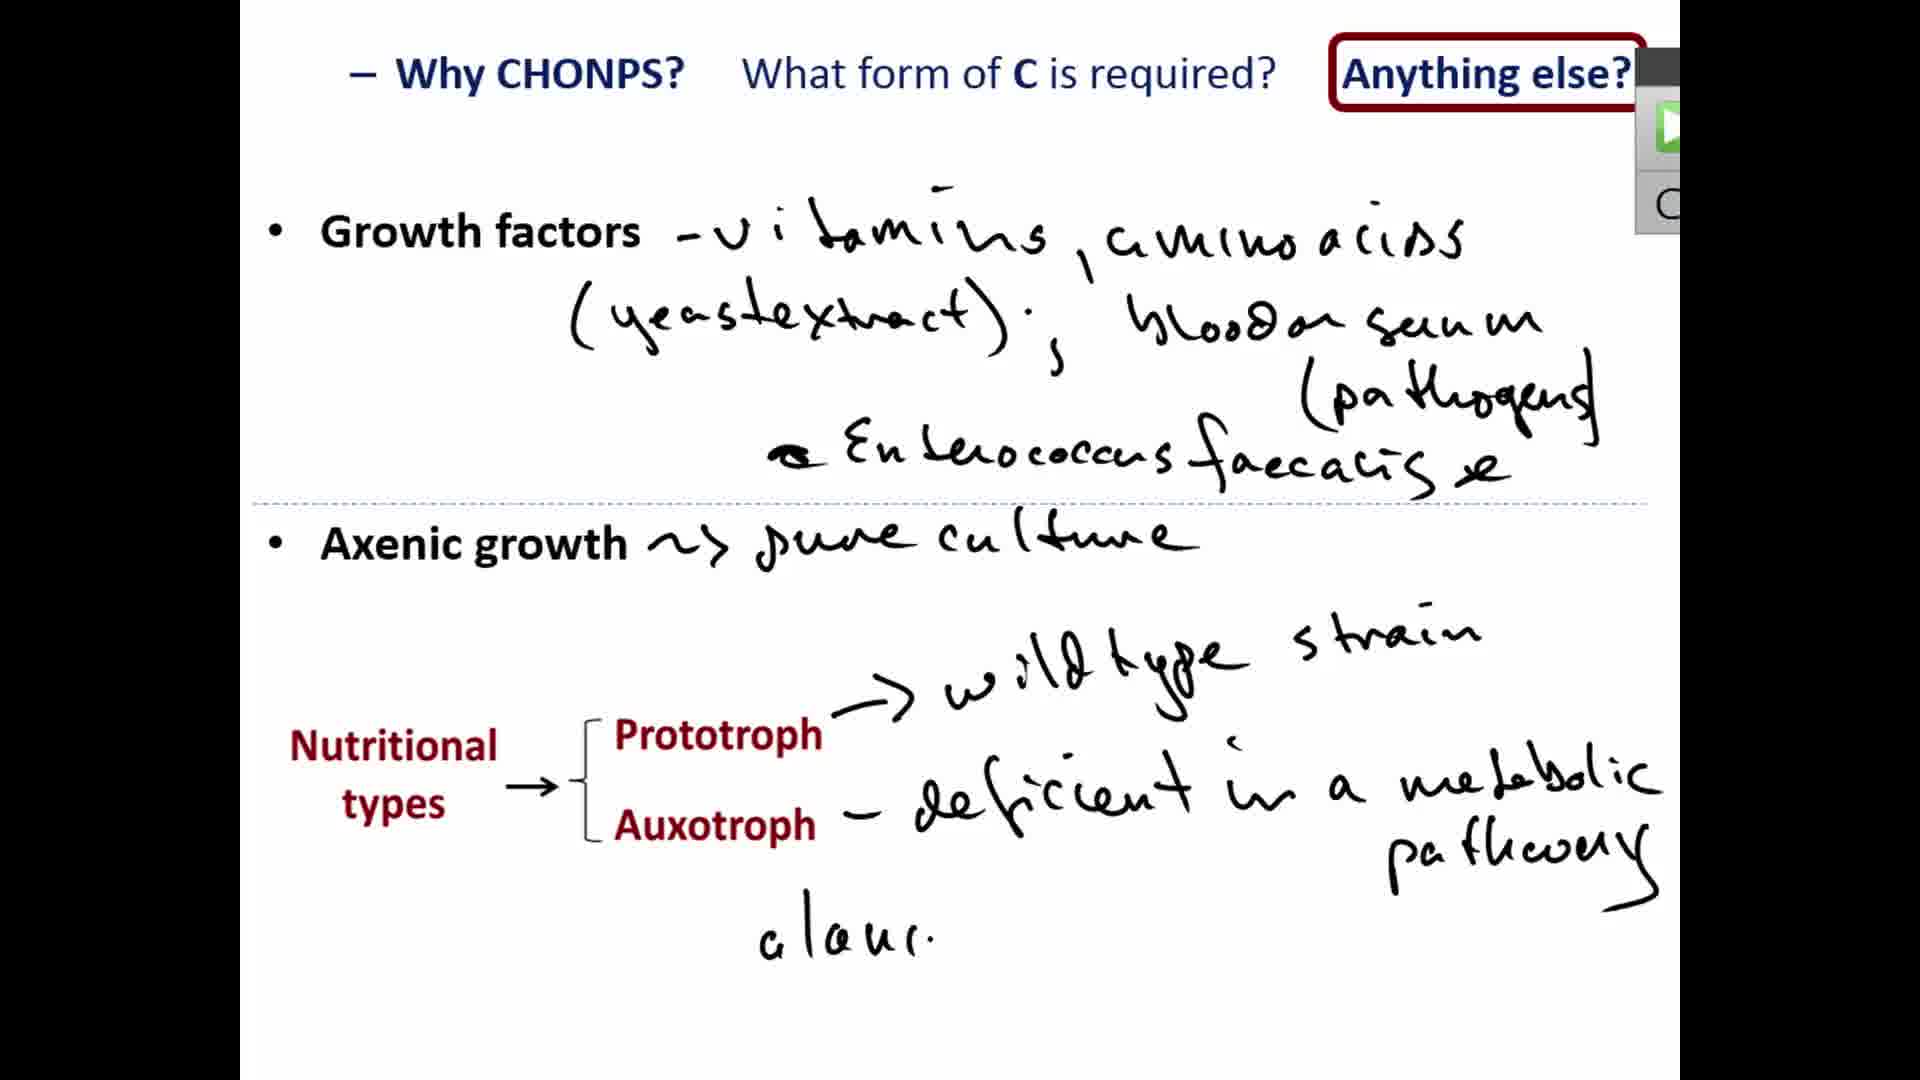 – Why CHONPS? What form of C is required? Anything else?
• Growth factors - vitamins, amino acids
(yeast extract); blood or serum
(pathogens)
Enterococcus faecalis
• Axenic growth ~> pure culture
Prototroph -> wild type strain
Nutritional types →
Auxotroph – deficient in a metabolic
pathway